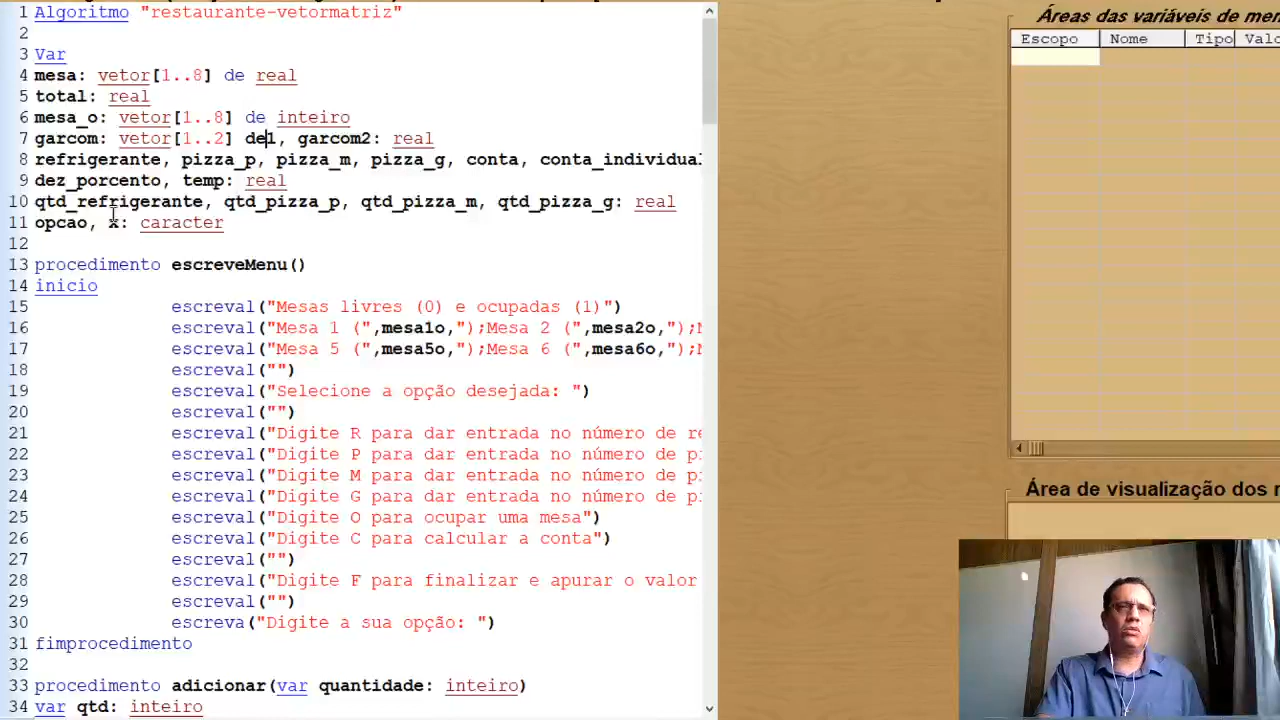 1 Algoritmo "restaurante-vetormatriz"
2
3 Var
4 mesa: vetor[1..8] de real
5 total: real
6 mesa_o: vetor[1..8] de inteiro
7 garcom: vetor[1..2] de1, garcom2: real
8 refrigerante, pizza_p, pizza_m, pizza_g, conta, conta_individual
9 dez_porcento, temp: real
10 qtd_refrigerante, qtd_pizza_p, qtd_pizza_m, qtd_pizza_g: real
11 opcao, x: caracter
12
13 procedimento escreveMenu()
14 inicio
15 escreval("Mesas livres (0) e ocupadas (1)")
16 escreval("Mesa 1 (",mesa1o,");Mesa 2 (",mesa2o,");
17 escreval("Mesa 5 (",mesa5o,");Mesa 6 (",mesa6o,");
18 escreval("")
19 escreval("Selecione a opção desejada: ")
20 escreval("")
21 escreval("Digite R para dar entrada no número de
22 escreval("Digite P para dar entrada no número de
23 escreval("Digite M para dar entrada no número de
24 escreval("Digite G para dar entrada no número de
25 escreval("Digite O para ocupar uma mesa")
26 escreval("Digite C para calcular a conta")
27 escreval("")
28 escreval("Digite F para finalizar e apurar o valor
29 escreval("")
30 escreva("Digite a sua opção: ")
31 fimprocedimento
32
33 procedimento adicionar(var quantidade: inteiro)
34 var qtd: inteiro
Áreas das variáveis de
Escopo Nome Tipo
Área de visualização dos